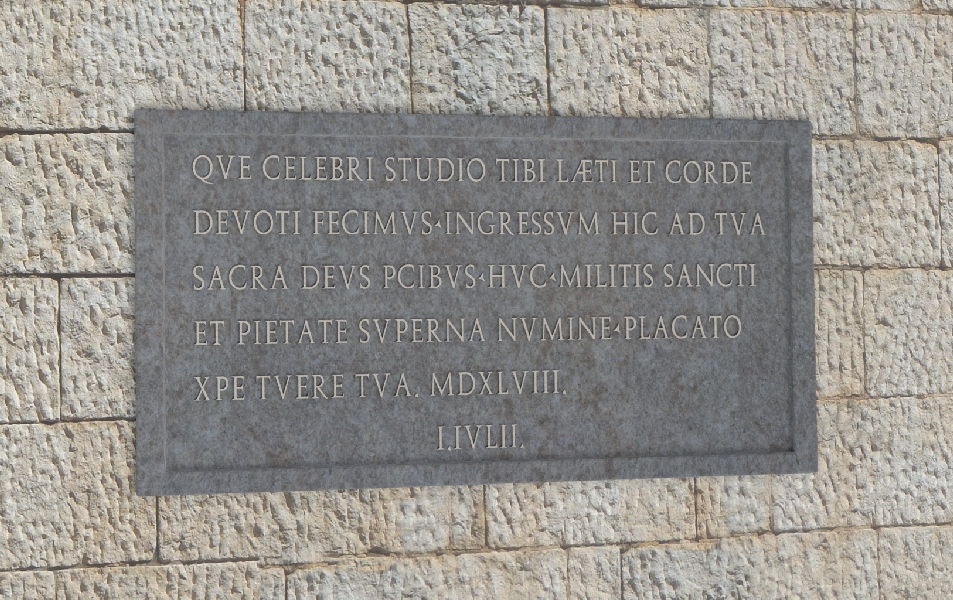 QVE CELEBRI STUDIO TIBI LÆTI ET CORDE
DEVOTI FECIMVS·INGRESSVM HIC AD TVA
SACRA DEVS PCIBVS·HVC·MILITIS SANCTI
ET PIETATE SVPERNA NVMINE·PLACATO
XPE TVERE TVA. MDXLVIII.
I.IVLII.